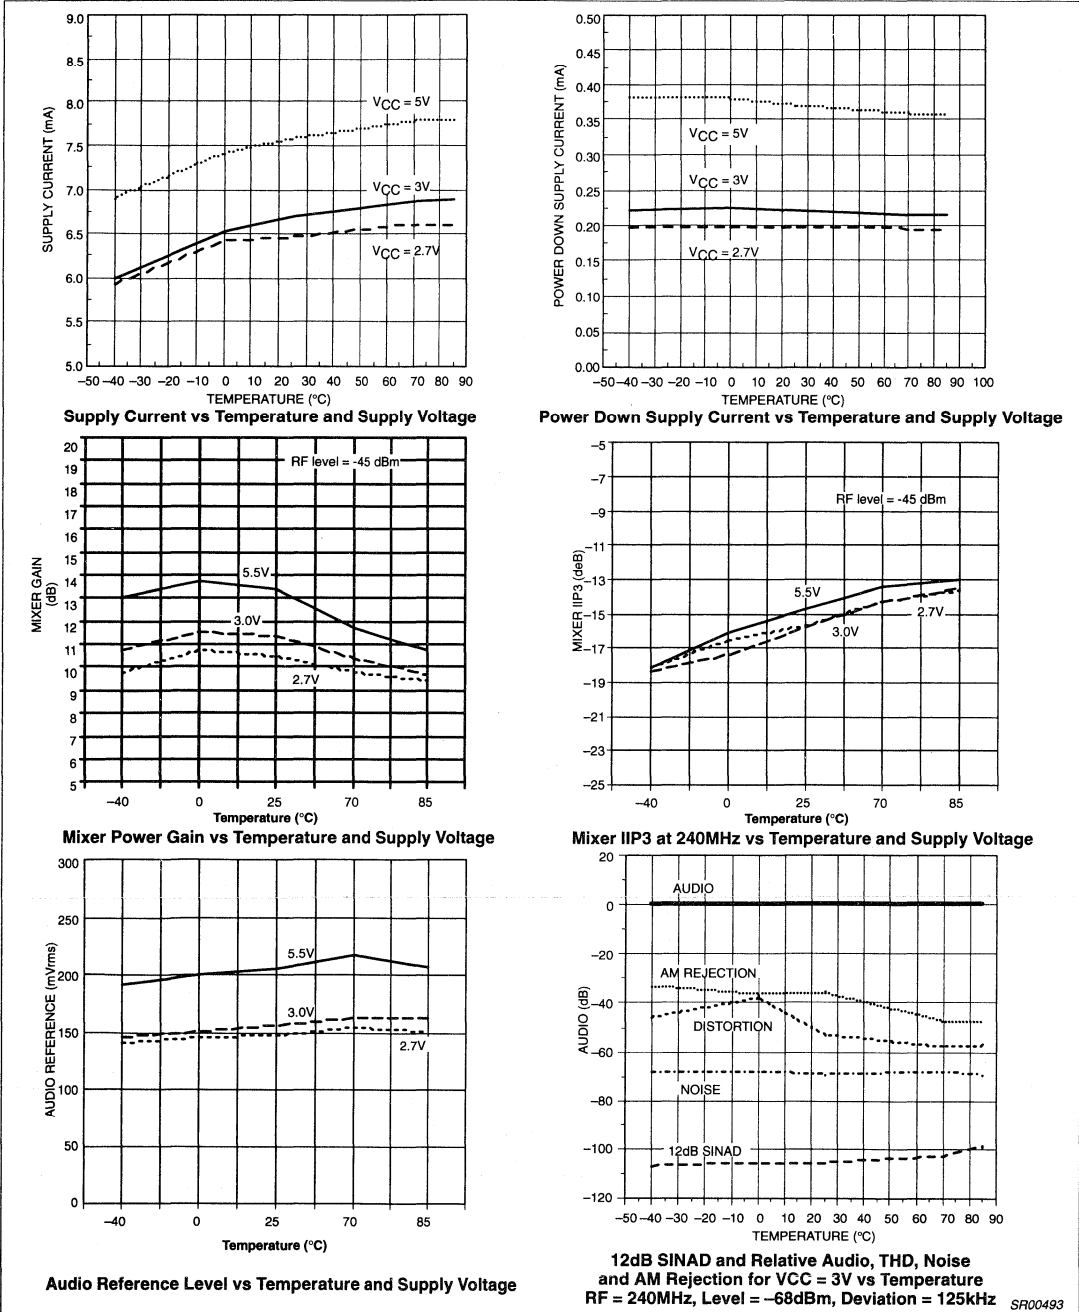 9.0
8.5
8.0
7.5
7.0
6.5
6.0
5.5
5.0
SUPPLY CURRENT (mA)
VCC = 5V
VCC = 3V
VCC = 2.7V
–50 –40 –30 –20 –10 0 10 20 30 40 50 60 70 80 90
TEMPERATURE (°C)
Supply Current vs Temperature and Supply Voltage
0.50
0.45
0.40
0.35
0.30
0.25
0.20
0.15
0.10
0.05
0.00
POWER DOWN SUPPLY CURRENT (mA)
VCC = 5V
VCC = 3V
VCC = 2.7V
–50 –40 –30 –20 –10 0 10 20 30 40 50 60 70 80 90 100
TEMPERATURE (°C)
Power Down Supply Current vs Temperature and Supply Voltage
20
19
18
17
16
15
14
13
12
11
10
9
8
7
6
5
MIXER GAIN
(dB)
RF level = -45 dBm
5.5V
3.0V
2.7V
–40 0 25 70 85
Temperature (°C)
Mixer Power Gain vs Temperature and Supply Voltage
–5
–7
–9
–11
–13
–15
–17
–19
–21
–23
–25
MIXER IIP3 (deB)
RF level = -45 dBm
5.5V
3.0V
2.7V
–40 0 25 70 85
Temperature (°C)
Mixer IIP3 at 240MHz vs Temperature and Supply Voltage
300
250
200
150
100
50
0
AUDIO REFERENCE (mVrms)
5.5V
3.0V
2.7V
–40 0 25 70 85
Temperature (°C)
Audio Reference Level vs Temperature and Supply Voltage
20
0
–20
–40
–60
–80
–100
–120
AUDIO (dB)
AUDIO
AM REJECTION
DISTORTION
NOISE
12dB SINAD
–50 –40 –30 –20 –10 0 10 20 30 40 50 60 70 80 90
TEMPERATURE (°C)
12dB SINAD and Relative Audio, THD, Noise
and AM Rejection for VCC = 3V vs Temperature
RF = 240MHz, Level = –68dBm, Deviation = 125kHz
SR00493